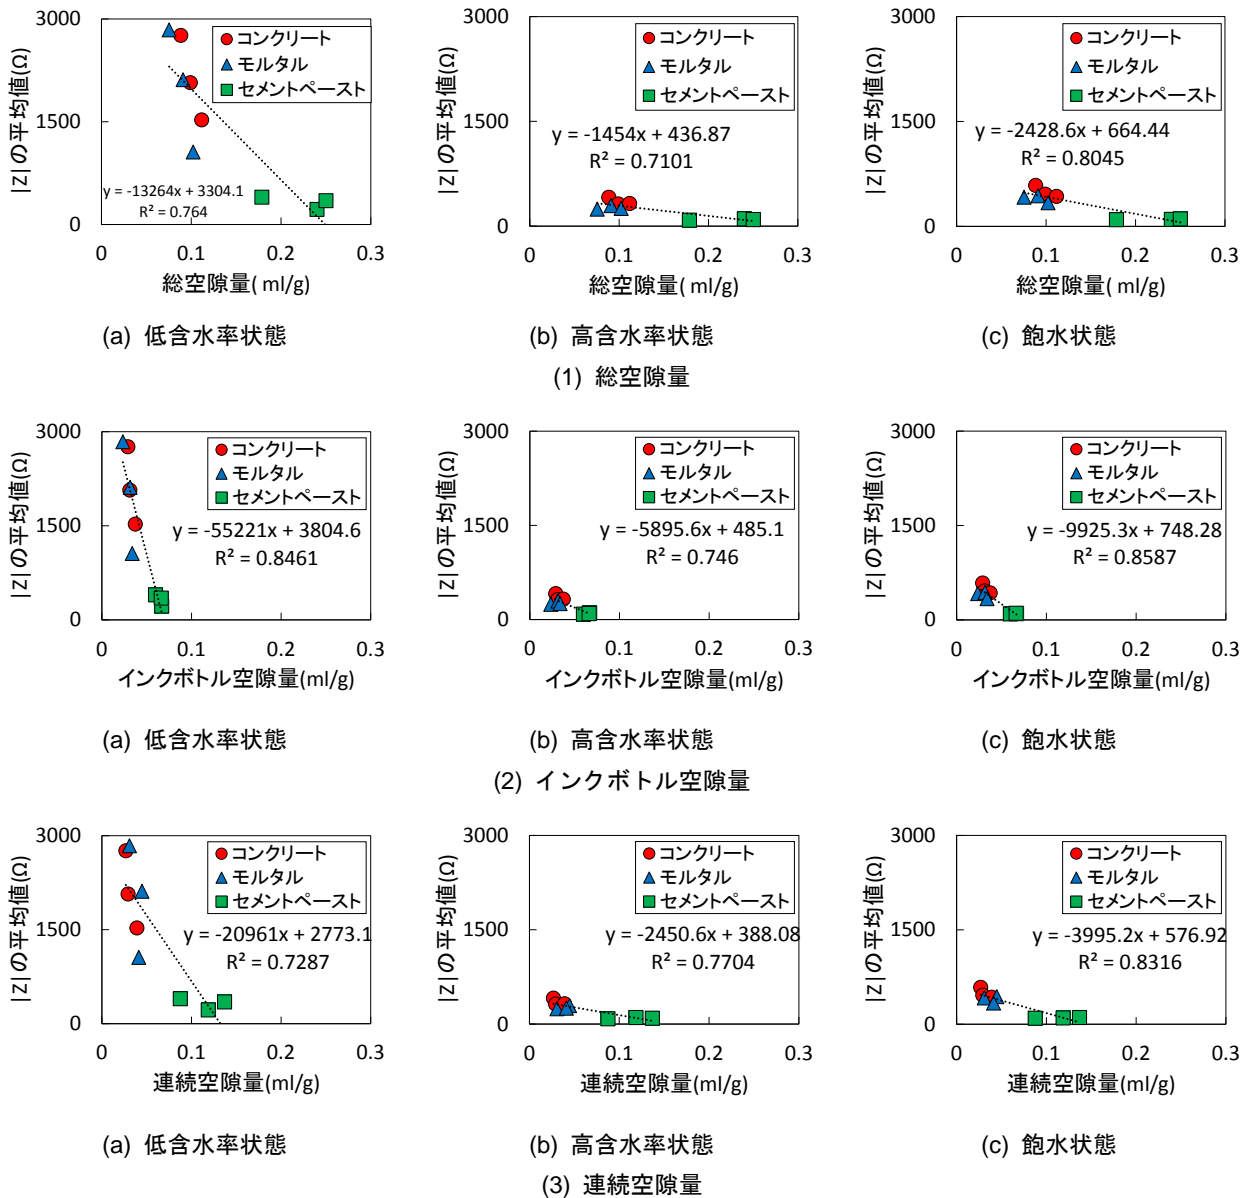 3000
1500
0
|Z|の平均値(Ω)
コンクリート
モルタル
セメントペースト
y = -13264x + 3304.1
R² = 0.764
0 0.1 0.2 0.3
総空隙量( ml/g)
(a) 低含水率状態
3000
1500
0
|Z|の平均値(Ω)
コンクリート
モルタル
セメントペースト
y = -1454x + 436.87
R² = 0.7101
0 0.1 0.2 0.3
総空隙量( ml/g)
(b) 高含水率状態
3000
1500
0
|Z|の平均値(Ω)
コンクリート
モルタル
セメントペースト
y = -2428.6x + 664.44
R² = 0.8045
0 0.1 0.2 0.3
総空隙量( ml/g)
(c) 飽水状態
(1) 総空隙量
3000
1500
0
|Z|の平均値(Ω)
コンクリート
モルタル
セメントペースト
y = -55221x + 3804.6
R² = 0.8461
0 0.1 0.2 0.3
インクボトル空隙量(ml/g)
(a) 低含水率状態
3000
1500
0
|Z|の平均値(Ω)
コンクリート
モルタル
セメントペースト
y = -5895.6x + 485.1
R² = 0.746
0 0.1 0.2 0.3
インクボトル空隙量(ml/g)
(b) 高含水率状態
3000
1500
0
|Z|の平均値(Ω)
コンクリート
モルタル
セメントペースト
y = -9925.3x + 748.28
R² = 0.8587
0 0.1 0.2 0.3
インクボトル空隙量(ml/g)
(c) 飽水状態
(2) インクボトル空隙量
3000
1500
0
|Z|の平均値(Ω)
コンクリート
モルタル
セメントペースト
y = -20961x + 2773.1
R² = 0.7287
0 0.1 0.2 0.3
連続空隙量(ml/g)
(a) 低含水率状態
3000
1500
0
|Z|の平均値(Ω)
コンクリート
モルタル
セメントペースト
y = -2450.6x + 388.08
R² = 0.7704
0 0.1 0.2 0.3
連続空隙量(ml/g)
(b) 高含水率状態
3000
1500
0
|Z|の平均値(Ω)
コンクリート
モルタル
セメントペースト
y = -3995.2x + 576.92
R² = 0.8316
0 0.1 0.2 0.3
連続空隙量(ml/g)
(c) 飽水状態
(3) 連続空隙量